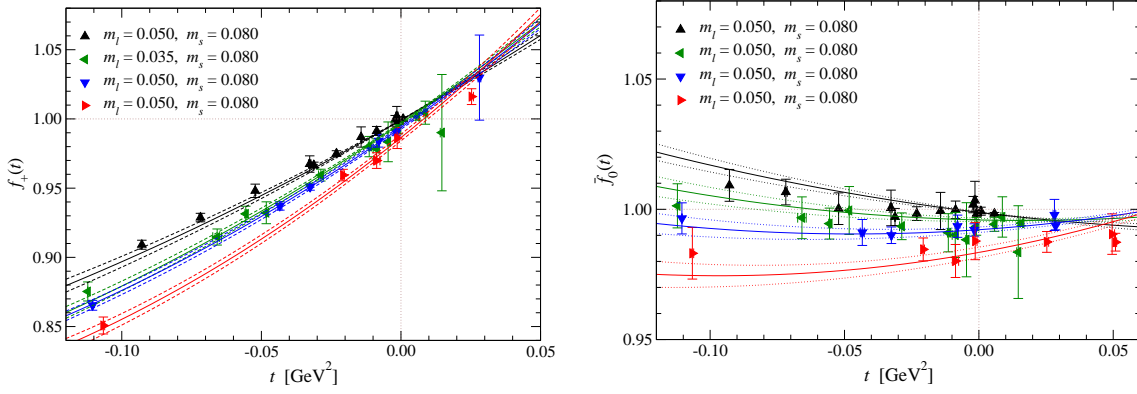 1.05
1.00
0.95
0.90
0.85
f₊(t)
m_l = 0.050, m_s = 0.080
m_l = 0.035, m_s = 0.080
m_l = 0.050, m_s = 0.080
m_l = 0.050, m_s = 0.080
-0.10 -0.05 0.00 0.05
t [GeV²]
1.05
1.00
0.95
f₀(t)
m_l = 0.050, m_s = 0.080
m_l = 0.050, m_s = 0.080
m_l = 0.050, m_s = 0.080
m_l = 0.050, m_s = 0.080
-0.10 -0.05 0.00 0.05
t [GeV²]